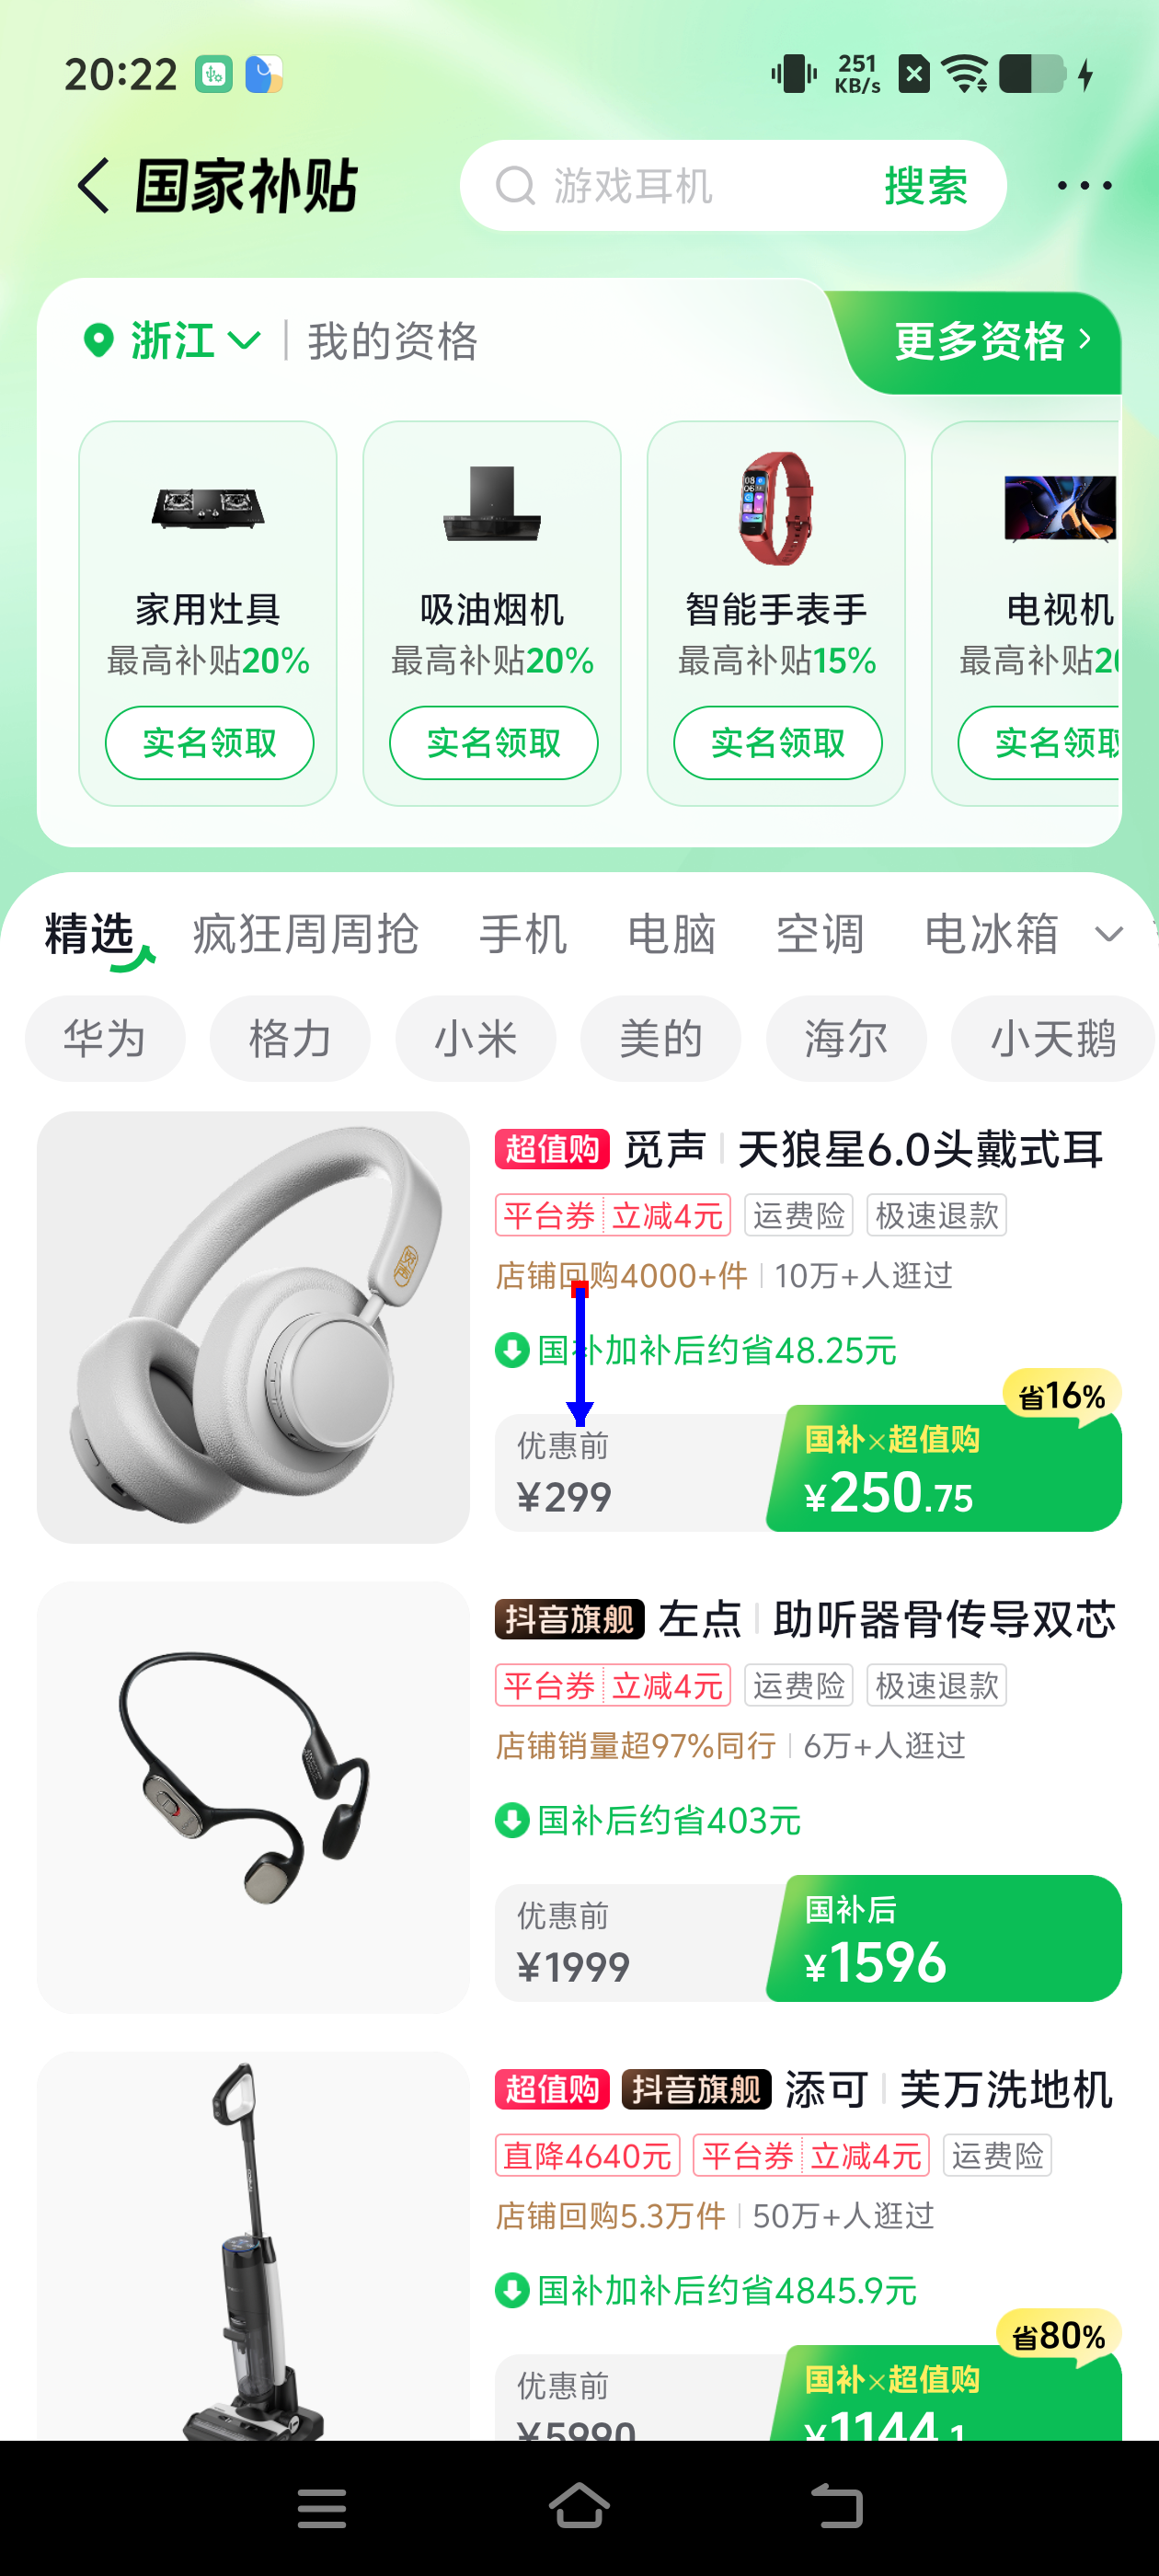 20:22
251
KB/s
国家补贴
游戏耳机
搜索
浙江
我的资格
更多资格
家用灶具
最高补贴20%
实名领取
吸油烟机
最高补贴20%
实名领取
智能手表手
最高补贴15%
实名领取
电视机
最高补贴20
实名领取
精选 疯狂周周抢 手机 电脑 空调 电冰箱
华为 格力 小米 美的 海尔 小天鹅
超值购 觅声 | 天狼星6.0头戴式耳
平台券 立减4元 运费险 极速退款
店铺回购4000+件 | 10万+人逛过
国补加补后约省48.25元
省16%
优惠前
¥299
国补×超值购
¥250.75
抖音旗舰 左点 | 助听器骨传导双芯
平台券 立减4元 运费险 极速退款
店铺销量超97%同行 | 6万+人逛过
国补后约省403元
优惠前
¥1999
国补后
¥1596
超值购 抖音旗舰 添可 | 芙万洗地机
直降4640元 平台券 立减4元 运费险
店铺回购5.3万件 | 50万+人逛过
国补加补后约省4845.9元
省80%
优惠前
¥5990
国补×超值购
¥1144.1